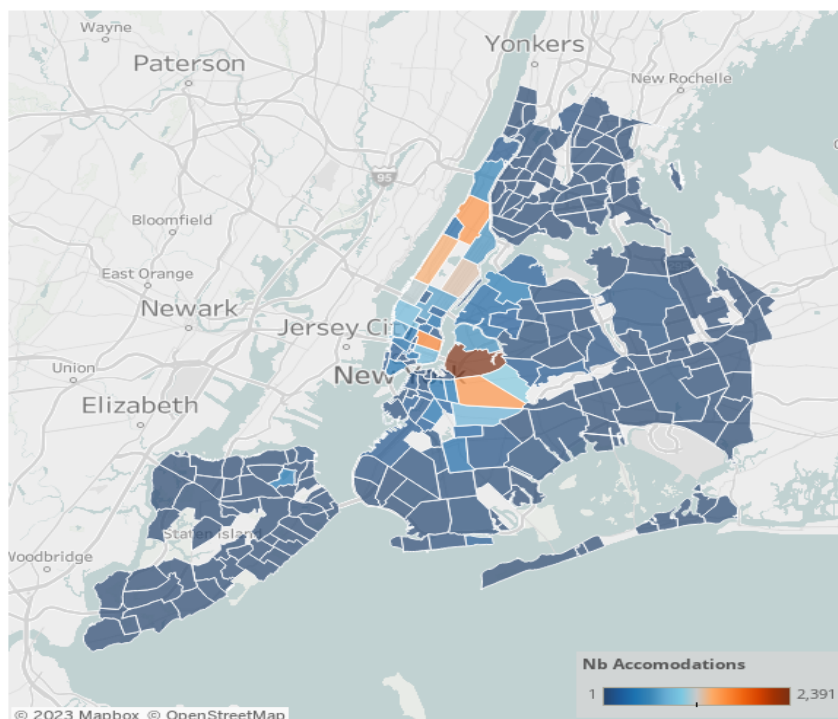 Wayne
Yonkers
Paterson
New Rochelle
95
Bloomfield
East Orange
Newark
Jersey City
New York
Union
Elizabeth
Staten Island
Woodbridge
Nb Accomodations
1
2,391
© 2023 Mapbox © OpenStreetMap